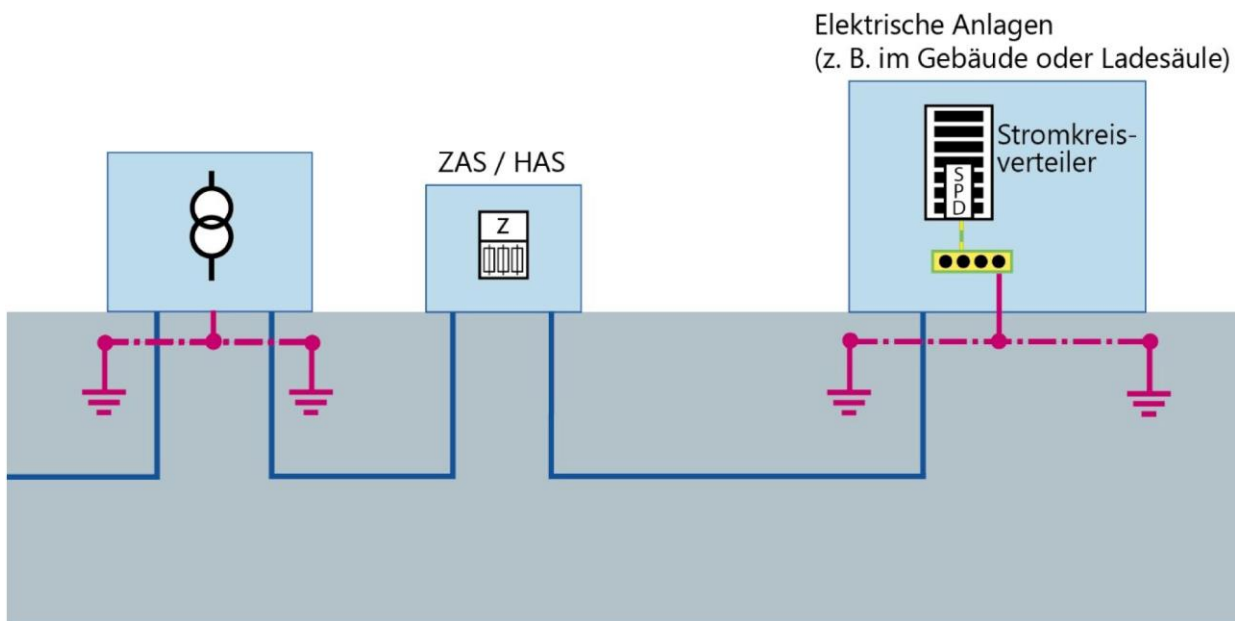 Elektrische Anlagen
(z. B. im Gebäude oder Ladesäule)
ZAS / HAS
Z
Stromkreis-
verteiler
S
P
D